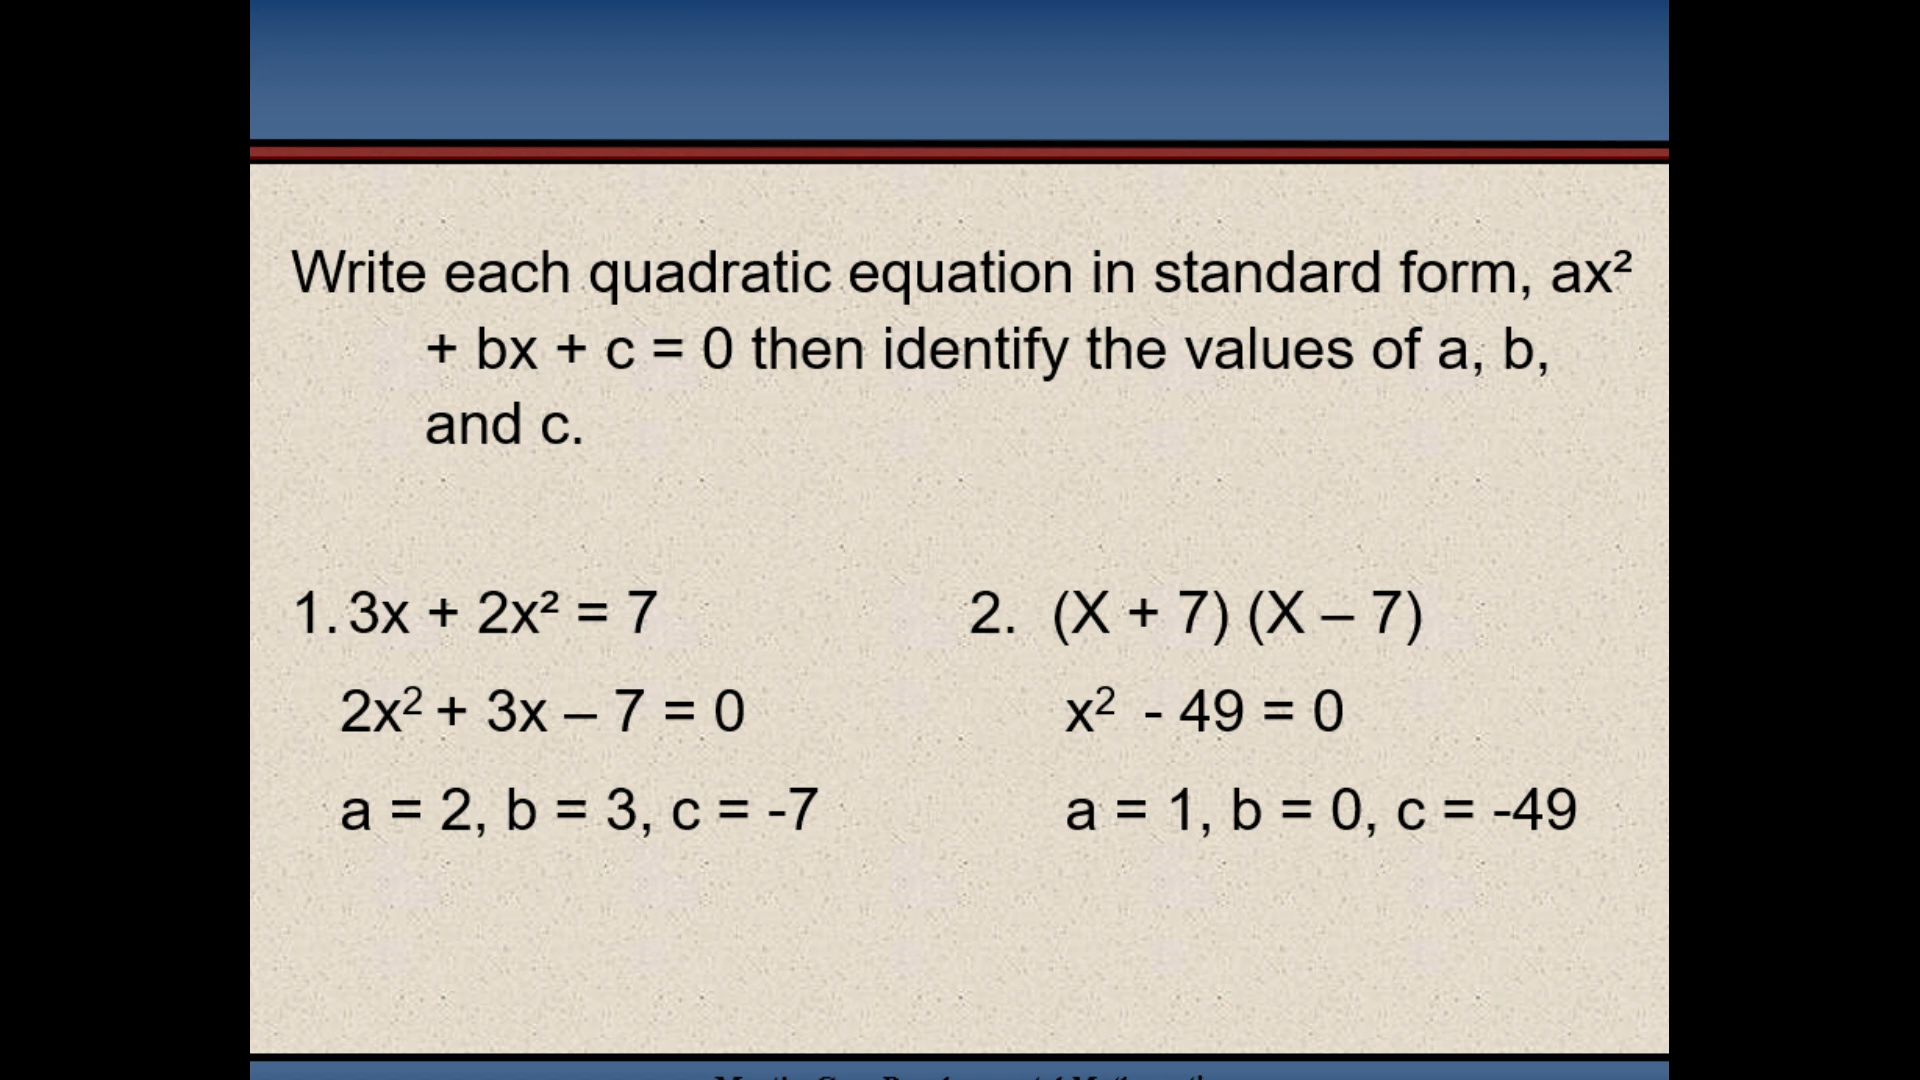 Write each quadratic equation in standard form, ax²
+ bx + c = 0 then identify the values of a, b,
and c.
1. 3x + 2x² = 7
2x² + 3x – 7 = 0
a = 2, b = 3, c = -7
2. (X + 7) (X – 7)
x² - 49 = 0
a = 1, b = 0, c = -49